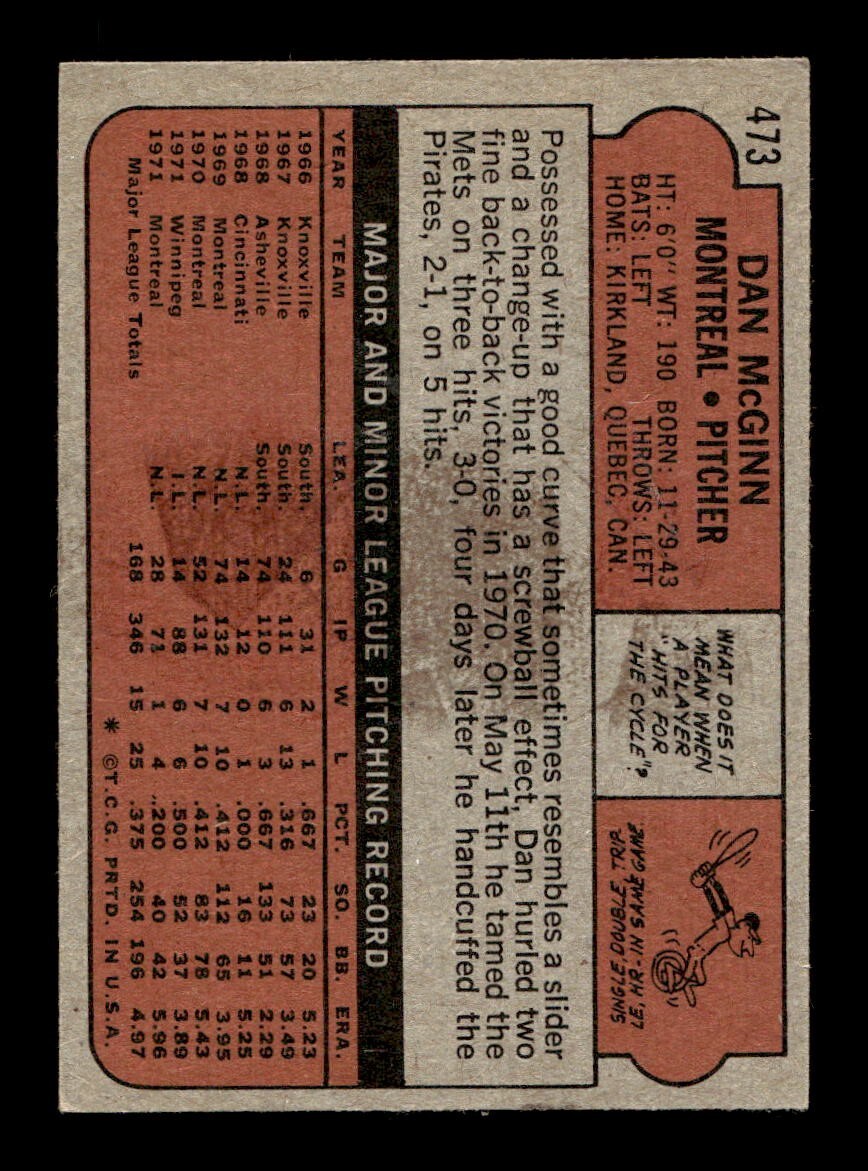 473
DAN McGINN
MONTREAL • PITCHER
HT: 6'0" WT: 190 BORN: 11-29-43
BATS: LEFT THROWS: LEFT
HOME: KIRKLAND, QUEBEC, CAN.
WHAT DOES IT
MEAN WHEN
A PLAYER
"HITS FOR
THE CYCLE"?
SINGLE, DOUBLE, TRIP
LE, HR-IN SAME GAME
Possessed with a good curve that sometimes resembles a slider
and a change-up that has a screwball effect, Dan hurled two
fine back-to-back victories in 1970. On May 11th he tamed the
Mets on three hits, 3-0, four days later he handcuffed the
Pirates, 2-1, on 5 hits.
MAJOR AND MINOR LEAGUE PITCHING RECORD
YEAR TEAM LEA. G IP W L PCT. SO. BB. ERA.
1966 Knoxville South. 6 31 2 1 .667 23 20 5.23
1967 Knoxville South. 24 111 6 13 .316 73 57 3.49
1968 Asheville South. 74 110 6 3 .667 133 51 2.29
1968 Cincinnati N.L. 14 12 0 1 .000 16 11 5.25
1969 Montreal N.L. 74 132 7 10 .412 112 65 3.95
1970 Montreal N.L. 52 131 7 10 .412 83 78 5.43
1971 Winnipeg I.L. 14 88 6 6 .500 52 37 3.89
1971 Montreal N.L. 28 71 1 4 .200 40 42 5.96
Major League Totals 168 346 15 25 .375 254 196 4.97
* ©T.C.G. PRTD. IN U.S.A.